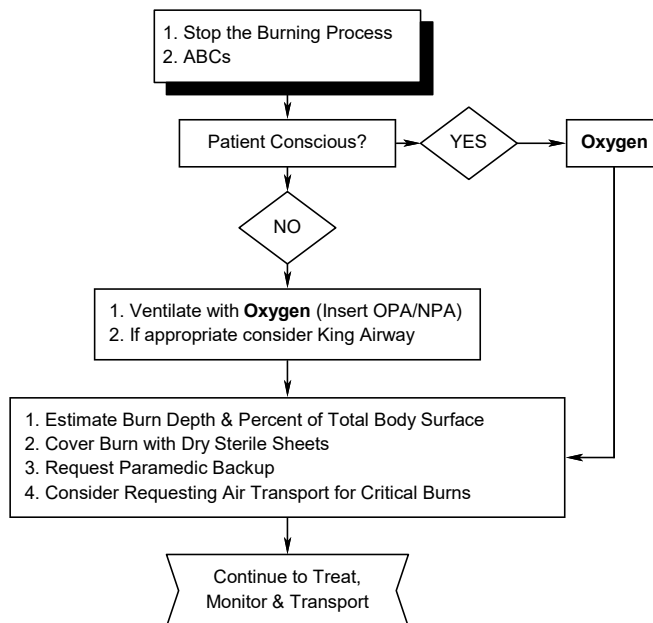 1. Stop the Burning Process
2. ABCs
Patient Conscious?
YES
Oxygen
NO
1. Ventilate with Oxygen (Insert OPA/NPA)
2. If appropriate consider King Airway
1. Estimate Burn Depth & Percent of Total Body Surface
2. Cover Burn with Dry Sterile Sheets
3. Request Paramedic Backup
4. Consider Requesting Air Transport for Critical Burns
Continue to Treat,
Monitor & Transport